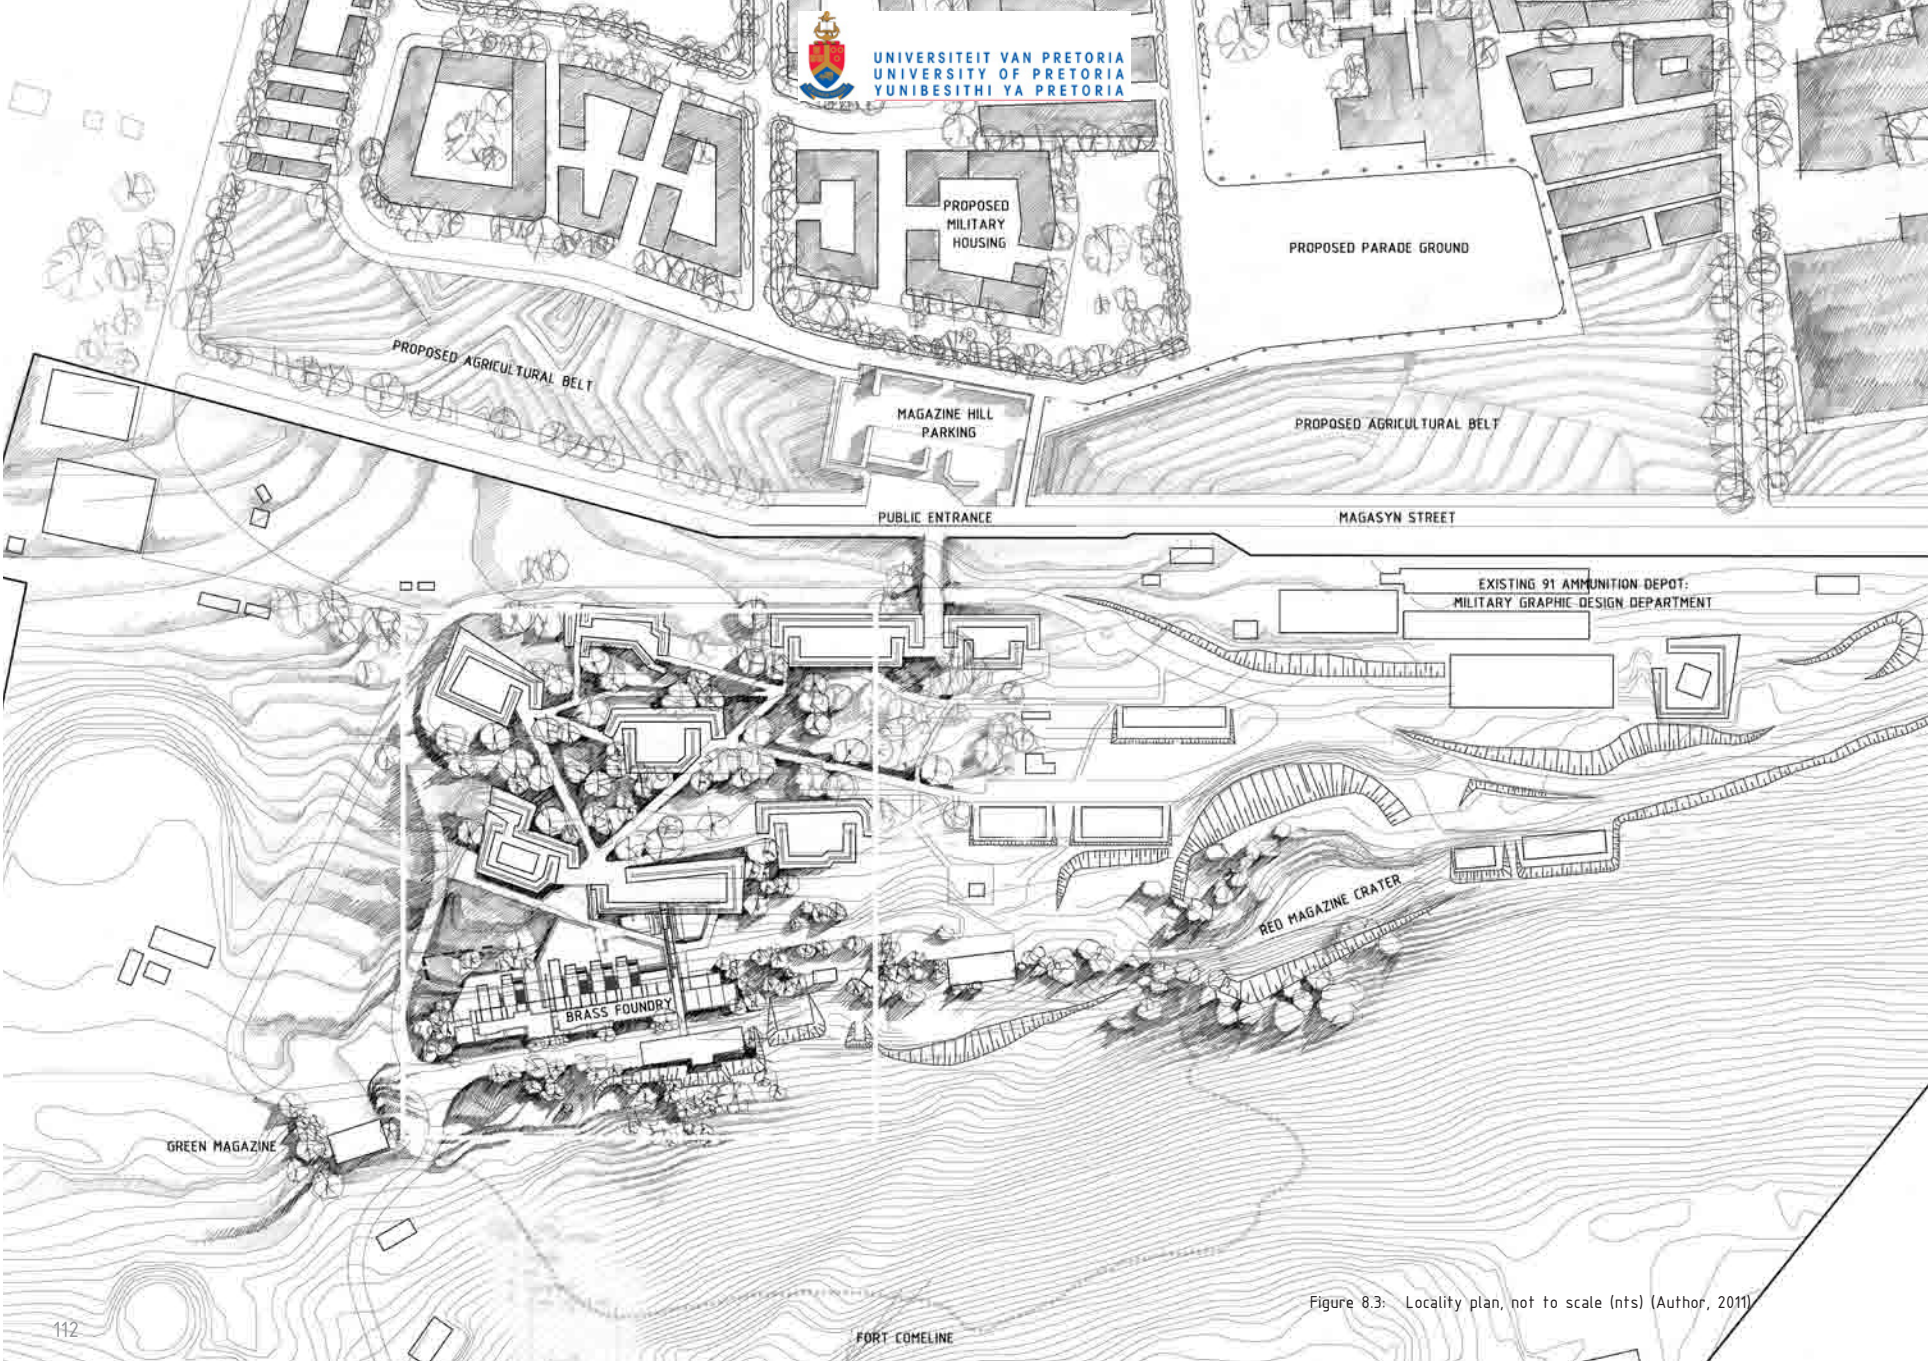 UNIVERSITEIT VAN PRETORIA
UNIVERSITY OF PRETORIA
YUNIBESITHI YA PRETORIA
PROPOSED
MILITARY
HOUSING
PROPOSED PARADE GROUND
PROPOSED AGRICULTURAL BELT
MAGAZINE HILL
PARKING
PROPOSED AGRICULTURAL BELT
PUBLIC ENTRANCE
MAGASYN STREET
EXISTING 91 AMMUNITION DEPOT:
MILITARY GRAPHIC DESIGN DEPARTMENT
RED MAGAZINE CRATER
BRASS FOUNDRY
GREEN MAGAZINE
Figure 8.3: Locality plan, not to scale (nts) (Author, 2011)
112
FORT COMELINE